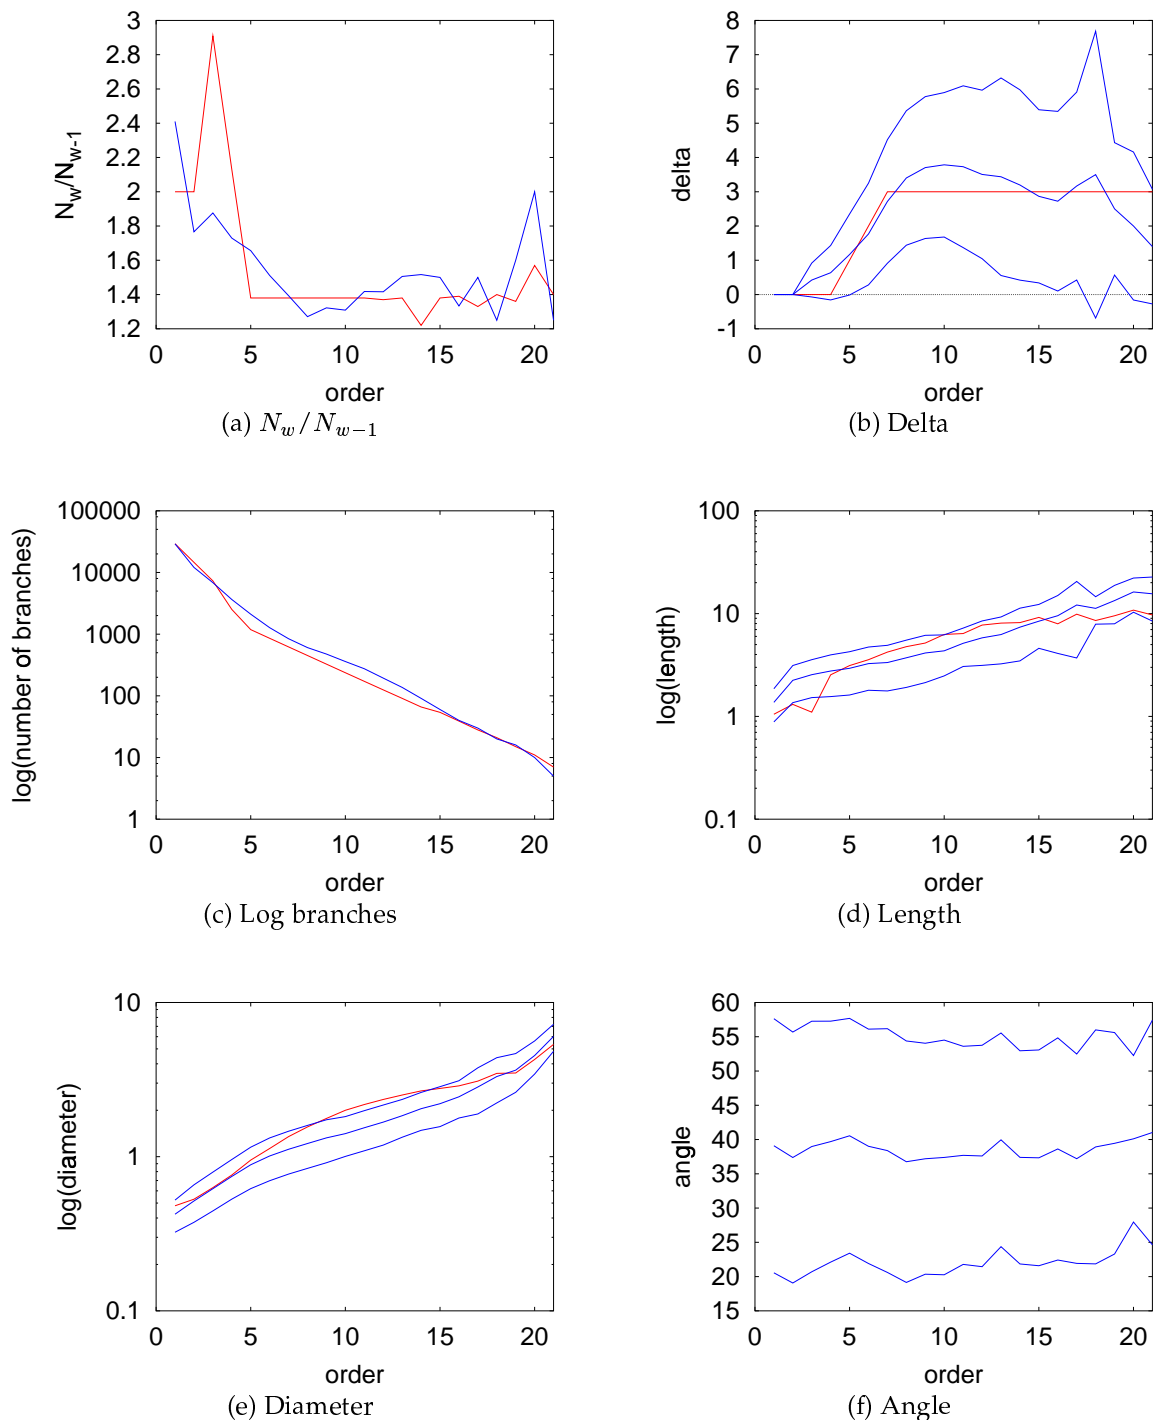 3
2.8
2.6
2.4
2.2
2
1.8
1.6
1.4
1.2
0 5 10 15 20
N_w/N_w-1
order
(a) N_w/N_{w−1}
8
7
6
5
4
3
2
1
0
-1
0 5 10 15 20
delta
order
(b) Delta
100000
10000
1000
100
10
1
0 5 10 15 20
log(number of branches)
order
(c) Log branches
100
10
1
0.1
0 5 10 15 20
log(length)
order
(d) Length
10
1
0.1
0 5 10 15 20
log(diameter)
order
(e) Diameter
60
55
50
45
40
35
30
25
20
15
0 5 10 15 20
angle
order
(f) Angle